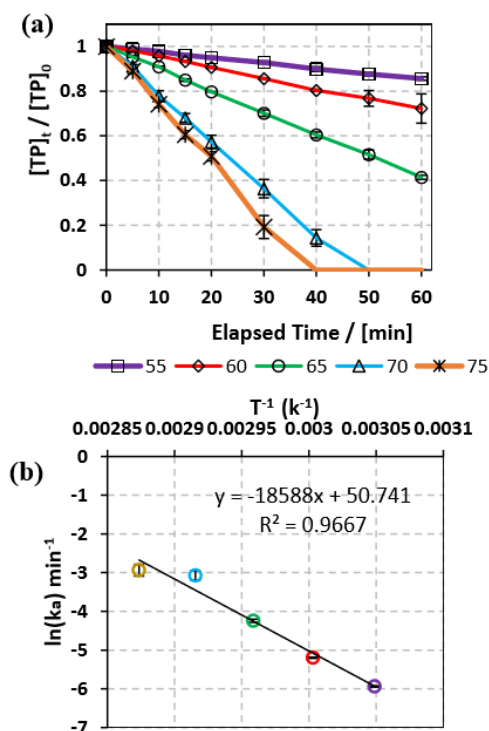 (a)
[TP]t / [TP]0
1
0.8
0.6
0.4
0.2
0
0 10 20 30 40 50 60
Elapsed Time / [min]
55 60 65 70 75
T⁻¹ (k⁻¹)
0.00285 0.0029 0.00295 0.003 0.00305 0.0031
(b)
ln(ka) min⁻¹
0
-1
-2
-3
-4
-5
-6
-7
y = -18588x + 50.741
R² = 0.9667